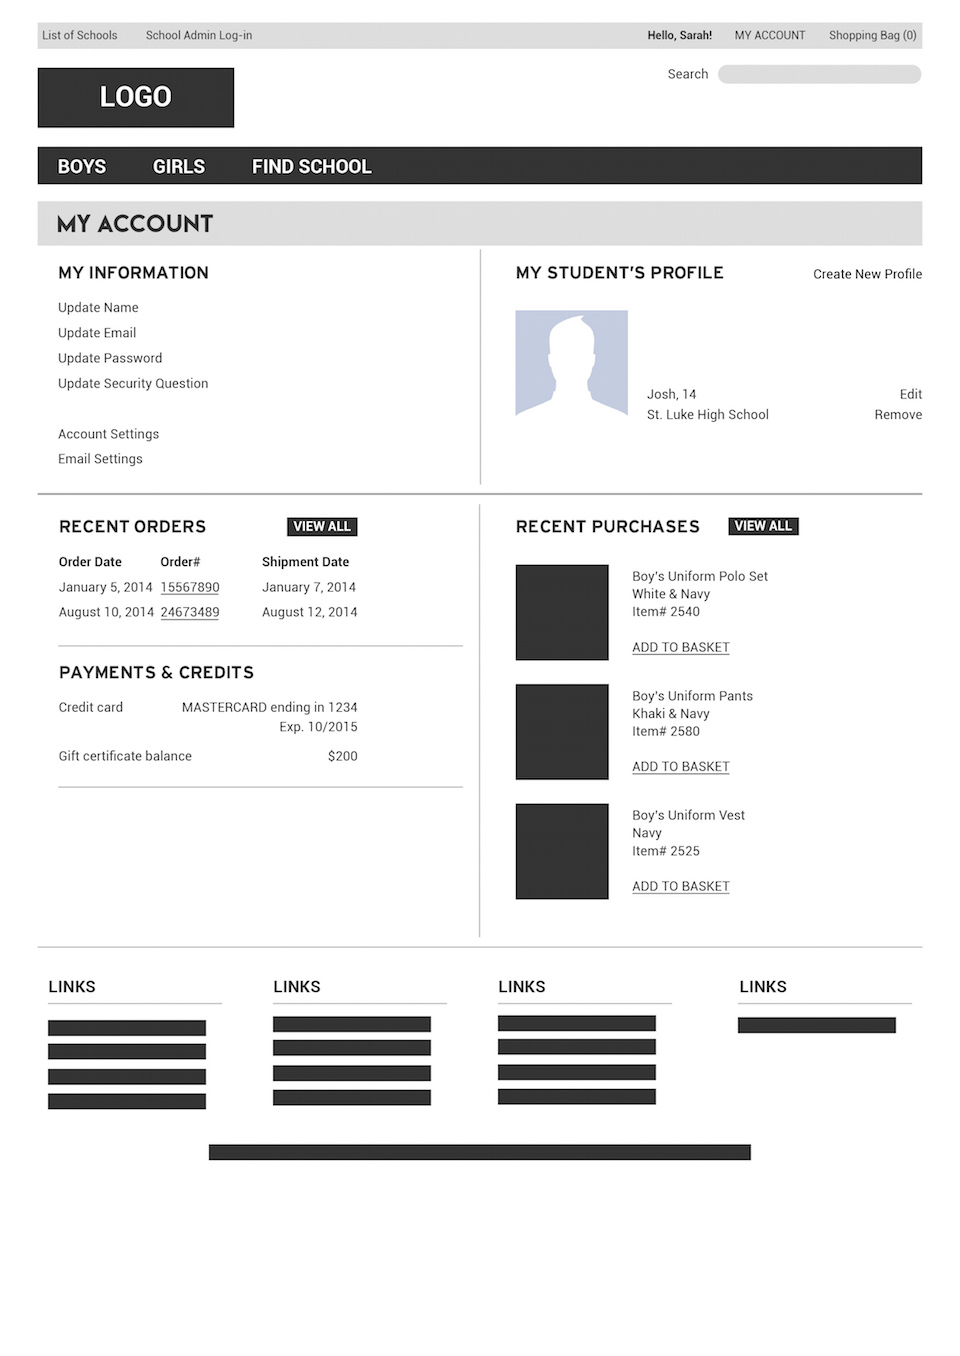 List of Schools School Admin Log-in Hello, Sarah! MY ACCOUNT Shopping Bag (0)
LOGO
Search
BOYS GIRLS FIND SCHOOL
MY ACCOUNT
MY INFORMATION
Update Name
Update Email
Update Password
Update Security Question
Account Settings
Email Settings
MY STUDENT'S PROFILE Create New Profile
Josh, 14 Edit
St. Luke High School Remove
RECENT ORDERS VIEW ALL
Order Date Order# Shipment Date
January 5, 2014 15567890 January 7, 2014
August 10, 2014 24673489 August 12, 2014
PAYMENTS & CREDITS
Credit card MASTERCARD ending in 1234
Exp. 10/2015
Gift certificate balance $200
RECENT PURCHASES VIEW ALL
Boy's Uniform Polo Set
White & Navy
Item# 2540
ADD TO BASKET
Boy's Uniform Pants
Khaki & Navy
Item# 2580
ADD TO BASKET
Boy's Uniform Vest
Navy
Item# 2525
ADD TO BASKET
LINKS LINKS LINKS LINKS